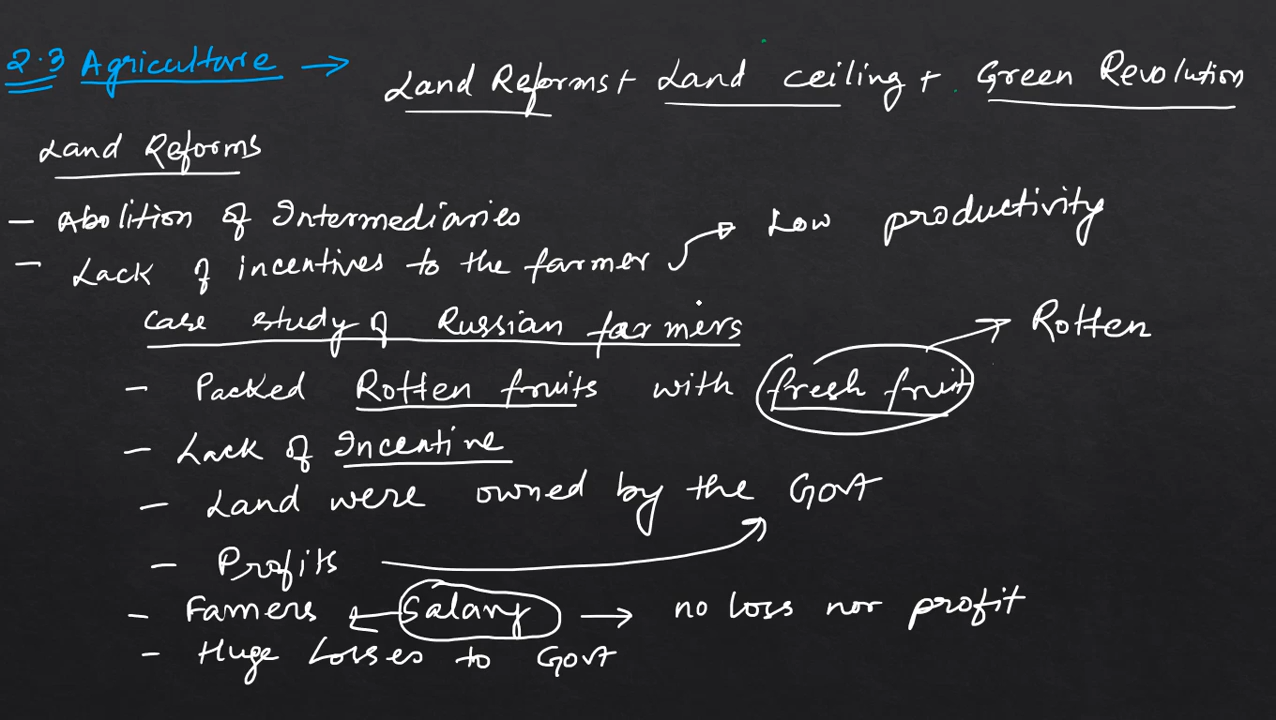 2.3 Agriculture → Land Reforms + Land ceiling + Green Revolution
Land Reforms
- Abolition of Intermediaries
- Lack of incentives to the farmer → Low productivity
Case study of Russian farmers
- Packed Rotten fruits with fresh fruit → Rotten
- Lack of Incentive
- Land were owned by the Govt
- Profits
- Famers ← Salary → no loss nor profit
- Huge Losses to Govt